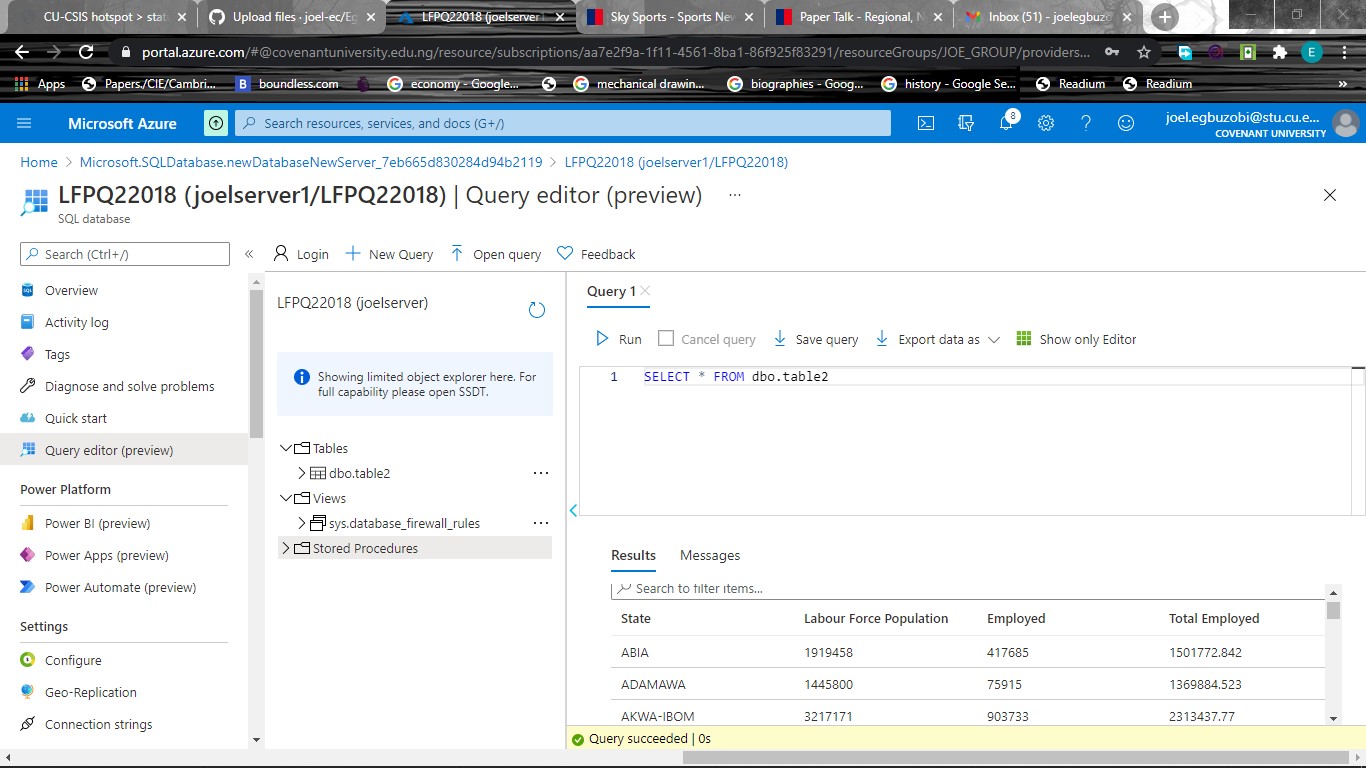 CU-CSIS hotspot > stat
Upload files · joel-ec/Eg
LFPQ22018 (joelserver1
Sky Sports - Sports New
Paper Talk - Regional, N
Inbox (51) - joelegbuzo
portal.azure.com/#@covenantuniversity.edu.ng/resource/subscriptions/aa7e2f9a-1f11-4561-8ba1-86f925f83291/resourceGroups/JOE_GROUP/providers...
E
Apps
Papers/CIE/Cambri...
B boundless.com
economy - Google...
mechanical drawin...
biographies - Goog...
history - Google Se...
Readium
Readium
»
Microsoft Azure
Search resources, services, and docs (G+/)
8
joel.egbuzobi@stu.cu.e...
COVENANT UNIVERSITY
Home > Microsoft.SQLDatabase.newDatabaseNewServer_7eb665d830284d94b2119 > LFPQ22018 (joelserver1/LFPQ22018)
LFPQ22018 (joelserver1/LFPQ22018) | Query editor (preview) ...
SQL database
Search (Ctrl+/)
«
Login
New Query
Open query
Feedback
Overview
Activity log
Tags
Diagnose and solve problems
Quick start
Query editor (preview)
Power Platform
Power BI (preview)
Power Apps (preview)
Power Automate (preview)
Settings
Configure
Geo-Replication
Connection strings
LFPQ22018 (joelserver)
Showing limited object explorer here. For
full capability please open SSDT.
Tables
dbo.table2 ...
Views
sys.database_firewall_rules ...
Stored Procedures
Query 1
Run
Cancel query
Save query
Export data as
Show only Editor
1 SELECT * FROM dbo.table2
Results Messages
Search to filter items...
State Labour Force Population Employed Total Employed
ABIA 1919458 417685 1501772.842
ADAMAWA 1445800 75915 1369884.523
AKWA-IBOM 3217171 903733 2313437.77
Query succeeded | 0s